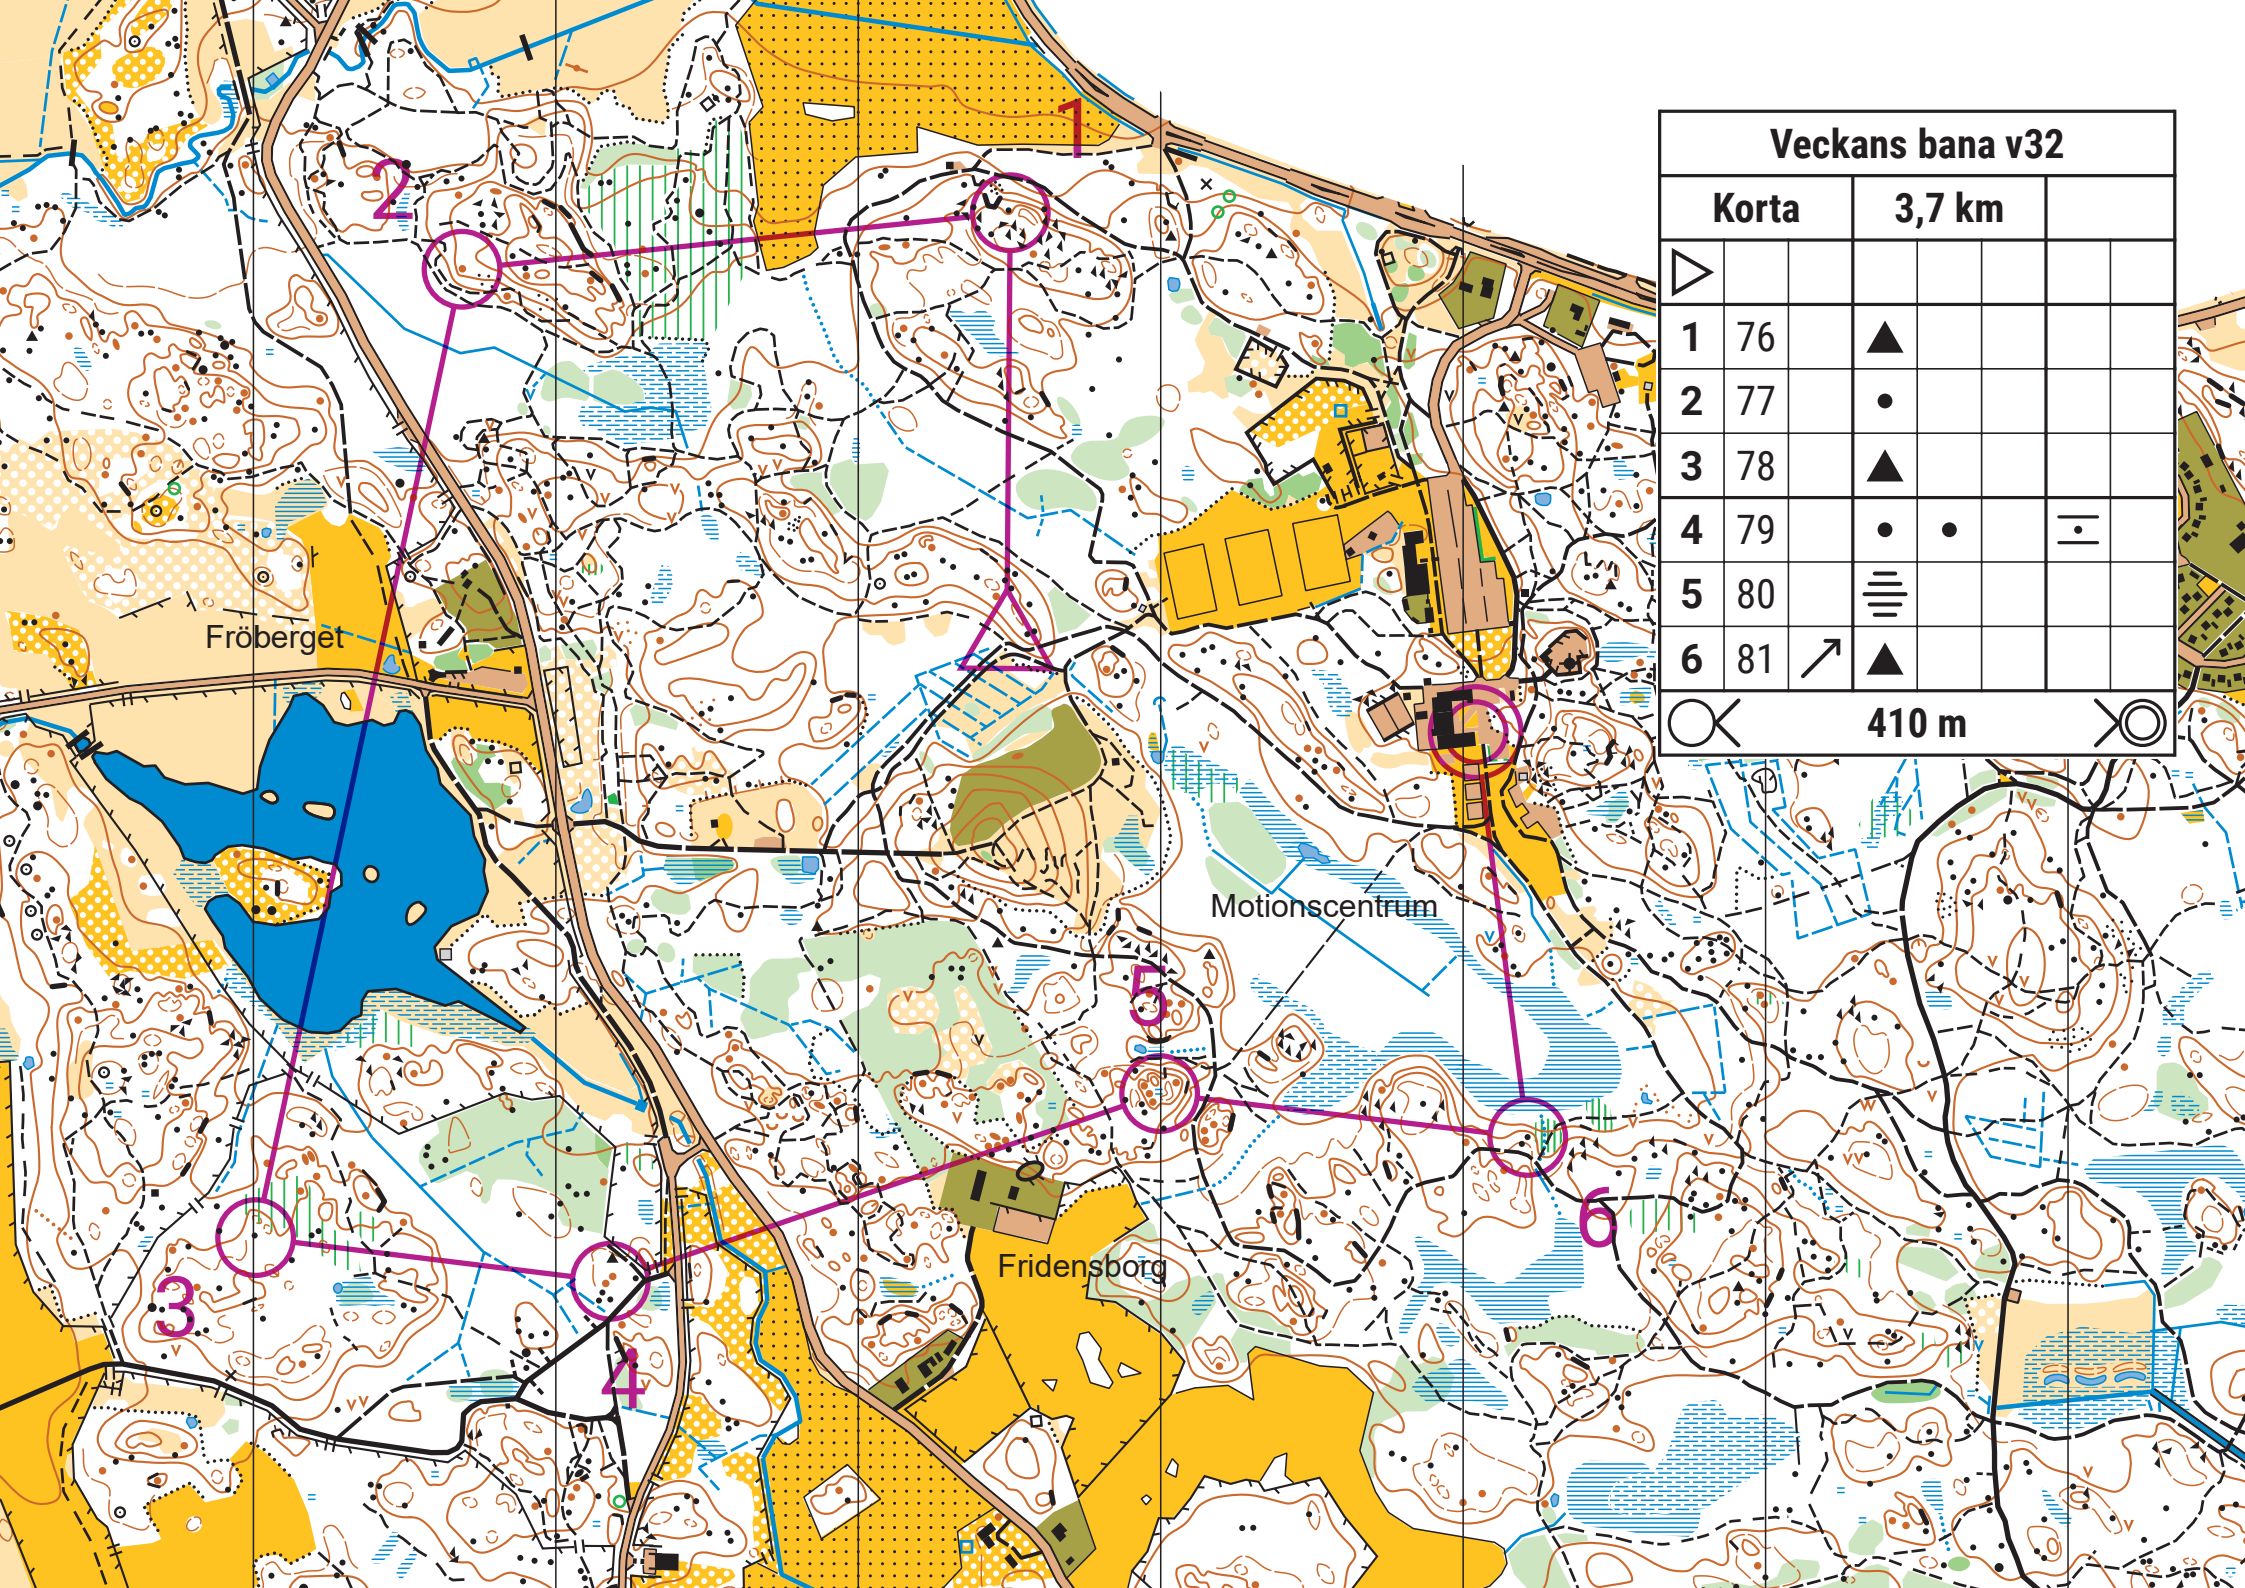 Veckans bana v32
Korta 3,7 km
1 76
2 77
3 78
4 79
5 80
6 81
410 m
1
2
Fröberget
Motionscentrum
5
6
Fridensborg
3
4